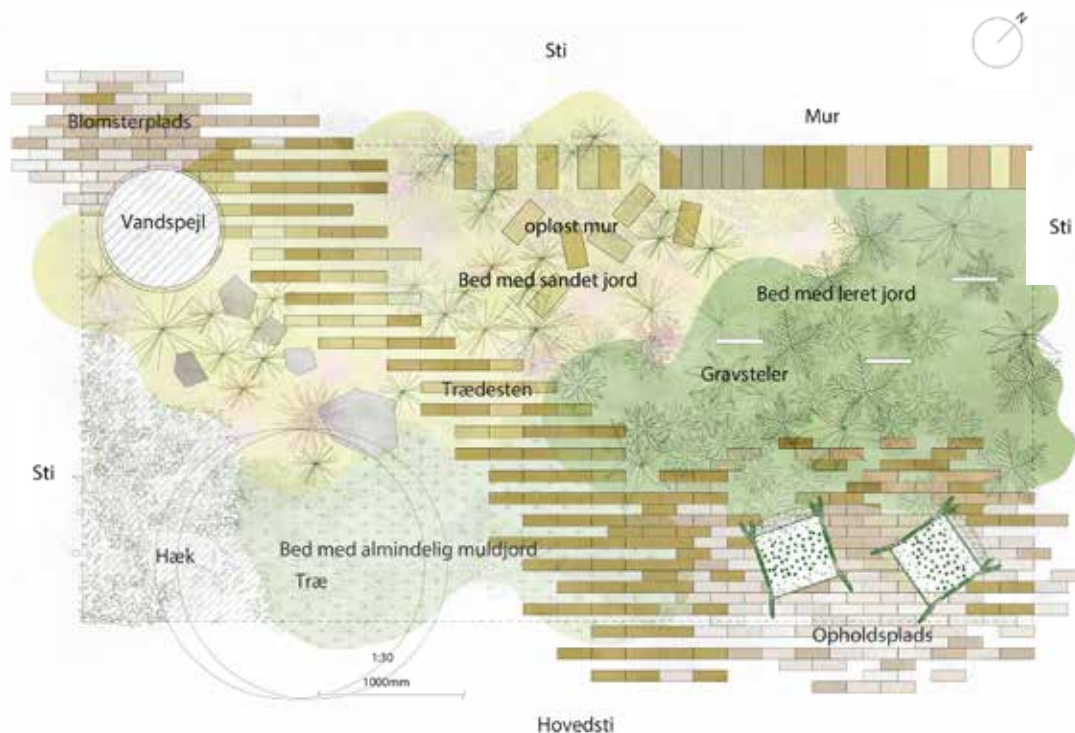 N
Sti
Mur
Blomsterplads
Vandspejl
opløst mur
Sti
Bed med sandet jord
Bed med leret jord
Gravsteler
Trædesten
Sti
Hæk
Bed med almindelig muldjord
Træ
Opholdsplads
1:30
1000mm
Hovedsti